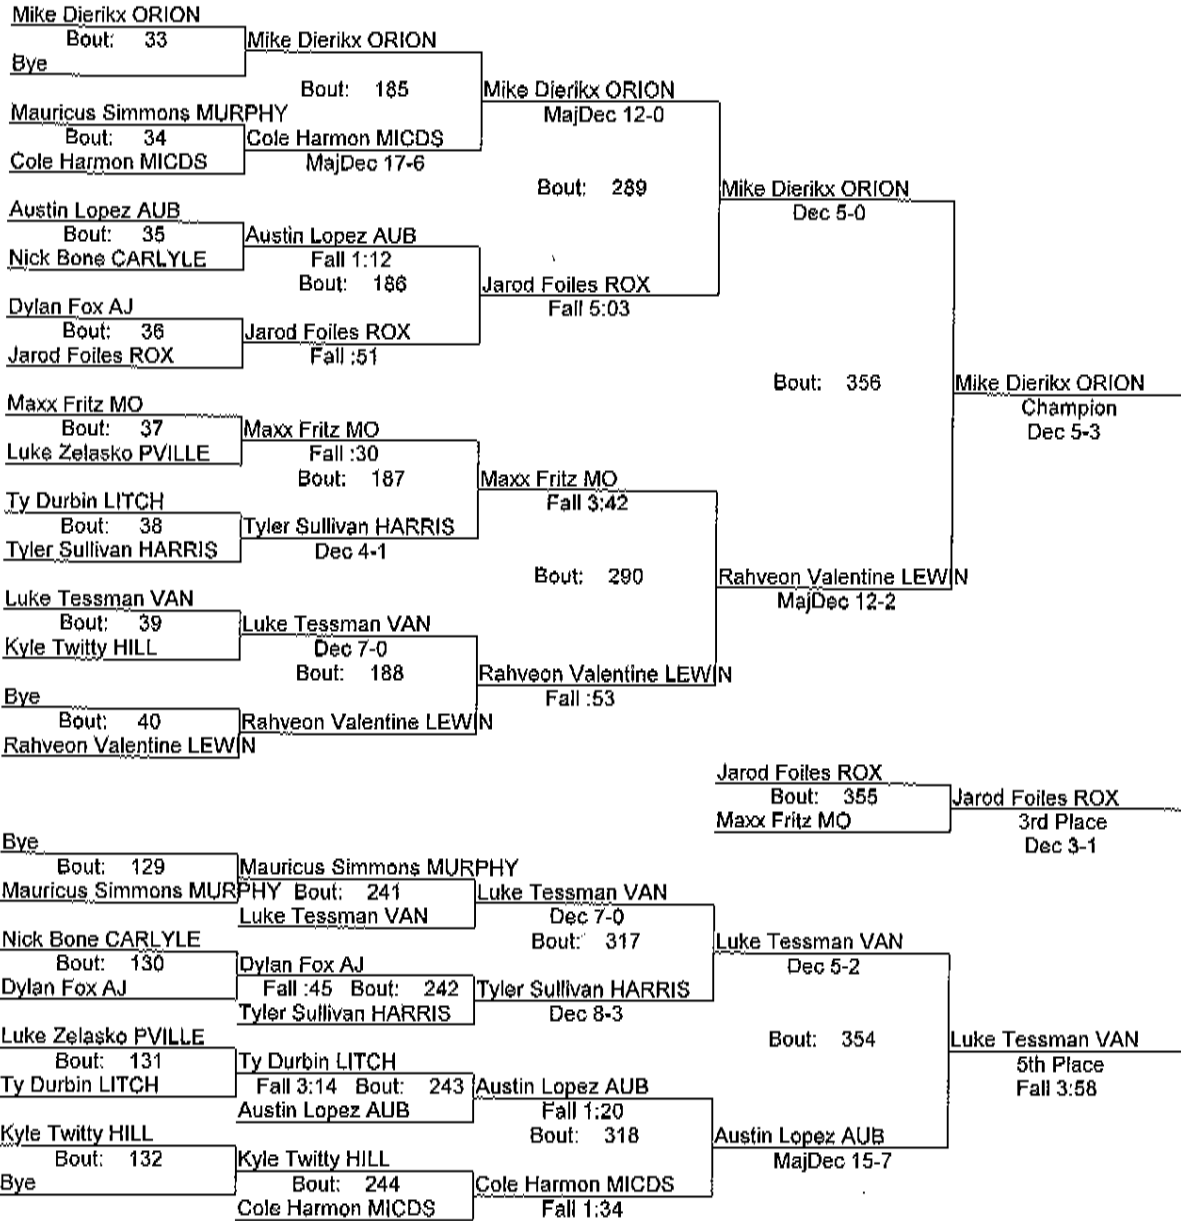 Mike Dierikx ORION
Bout: 33
Mike Dierikx ORION
Bye
Bout: 185
Mike Dierikx ORION
MajDec 12-0
Mauricus Simmons MURPHY
Bout: 34
Cole Harmon MICDS
Cole Harmon MICDS
MajDec 17-6
Bout: 289
Mike Dierikx ORION
Dec 5-0
Austin Lopez AUB
Bout: 35
Austin Lopez AUB
Nick Bone CARLYLE
Fall 1:12
Bout: 186
Jarod Foiles ROX
Fall 5:03
Dylan Fox AJ
Bout: 36
Jarod Foiles ROX
Jarod Foiles ROX
Fall :51
Bout: 356
Mike Dierikx ORION
Champion
Dec 5-3
Maxx Fritz MO
Bout: 37
Maxx Fritz MO
Luke Zelasko PVILLE
Fall :30
Bout: 187
Maxx Fritz MO
Fall 3:42
Ty Durbin LITCH
Bout: 38
Tyler Sullivan HARRIS
Tyler Sullivan HARRIS
Dec 4-1
Bout: 290
Rahveon Valentine LEWIN
MajDec 12-2
Luke Tessman VAN
Bout: 39
Luke Tessman VAN
Kyle Twitty HILL
Dec 7-0
Bout: 188
Rahveon Valentine LEWIN
Fall :53
Bye
Bout: 40
Rahveon Valentine LEWIN
Rahveon Valentine LEWIN
Jarod Foiles ROX
Bout: 355
Jarod Foiles ROX
Maxx Fritz MO
3rd Place
Dec 3-1
Bye
Bout: 129
Mauricus Simmons MURPHY
Mauricus Simmons MURPHY
Bout: 241
Luke Tessman VAN
Luke Tessman VAN
Dec 7-0
Bout: 317
Luke Tessman VAN
Dec 5-2
Nick Bone CARLYLE
Bout: 130
Dylan Fox AJ
Dylan Fox AJ
Fall :45 Bout: 242
Tyler Sullivan HARRIS
Tyler Sullivan HARRIS
Dec 8-3
Bout: 354
Luke Tessman VAN
5th Place
Fall 3:58
Luke Zelasko PVILLE
Bout: 131
Ty Durbin LITCH
Ty Durbin LITCH
Fall 3:14 Bout: 243
Austin Lopez AUB
Austin Lopez AUB
Fall 1:20
Bout: 318
Austin Lopez AUB
MajDec 15-7
Kyle Twitty HILL
Bout: 132
Kyle Twitty HILL
Bye
Bout: 244
Cole Harmon MICDS
Cole Harmon MICDS
Fall 1:34